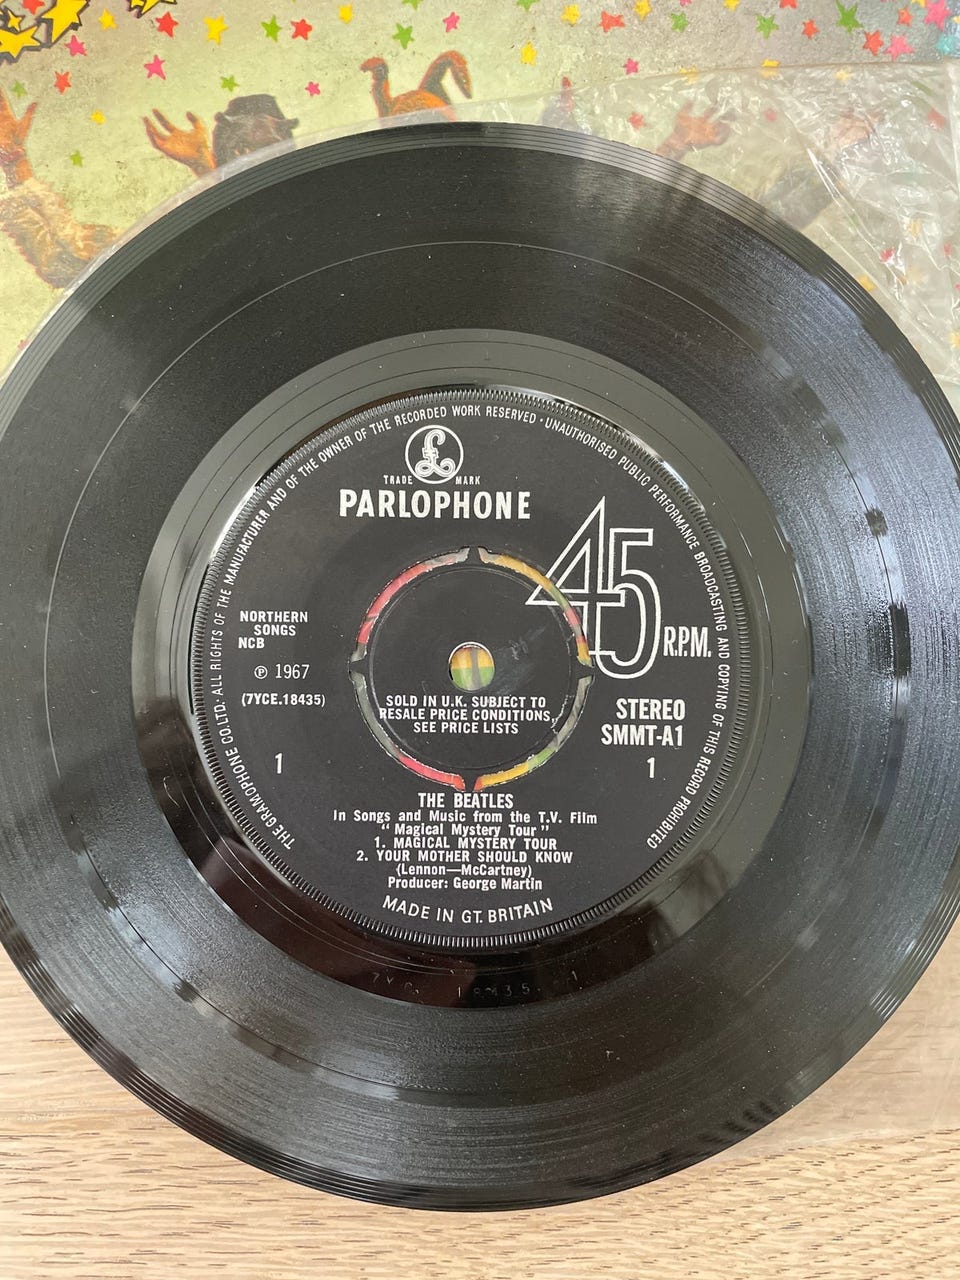 THE GRAMOPHONE CO. LTD. ALL RIGHTS OF THE MANUFACTURER AND OF THE OWNER OF THE RECORDED WORK RESERVED · UNAUTHORISED PUBLIC PERFORMANCE BROADCASTING AND COPYING OF THIS RECORD PROHIBITED
£
TRADE MARK
PARLOPHONE
45
R.P.M.
NORTHERN
SONGS
NCB
℗ 1967
(7YCE.18435)
1
SOLD IN U.K. SUBJECT TO
RESALE PRICE CONDITIONS,
SEE PRICE LISTS
STEREO
SMMT-A1
1
THE BEATLES
In Songs and Music from the T.V. Film
" Magical Mystery Tour "
1. MAGICAL MYSTERY TOUR
2. YOUR MOTHER SHOULD KNOW
(Lennon—McCartney)
Producer: George Martin
MADE IN GT. BRITAIN